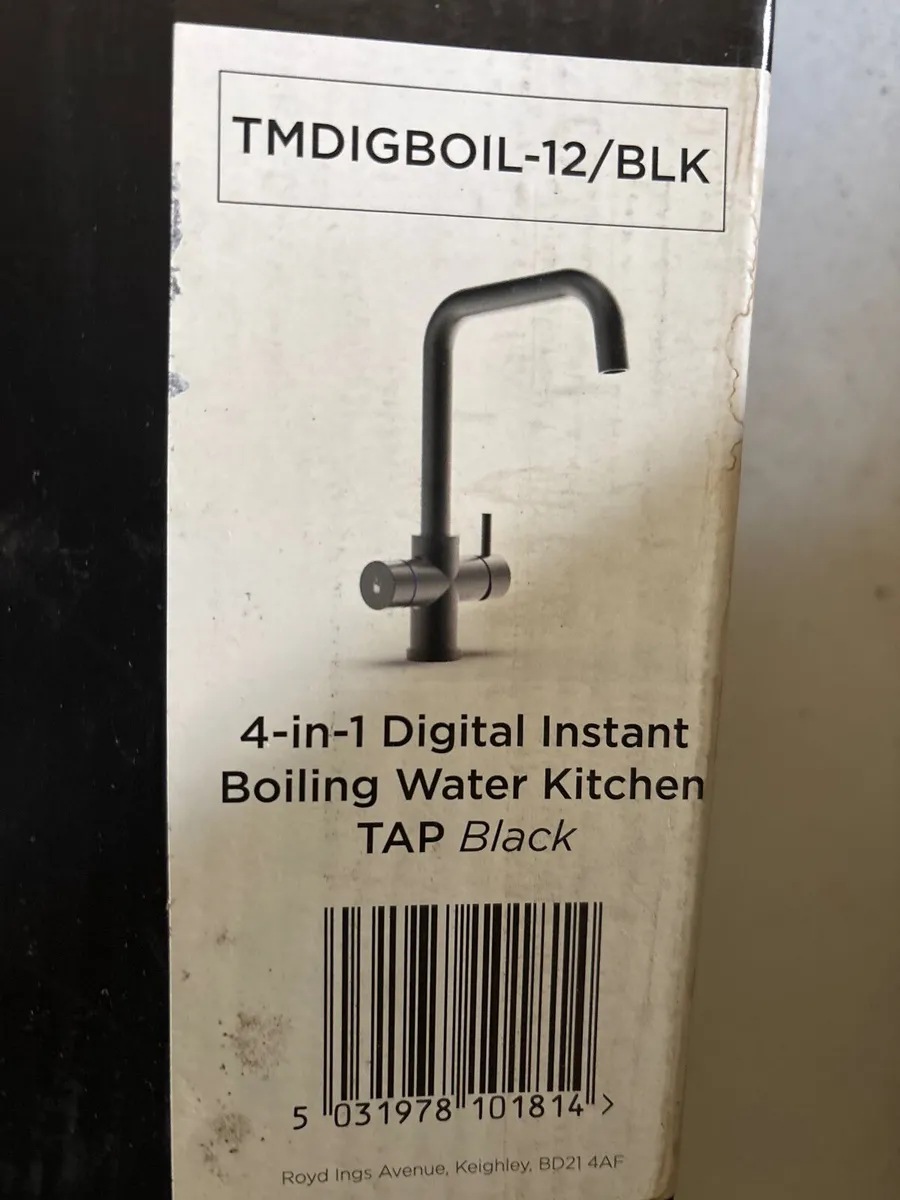 TMDIGBOIL-12/BLK
4-in-1 Digital Instant
Boiling Water Kitchen
TAP Black
5 031978 101814 >
Royd Ings Avenue, Keighley, BD21 4AF